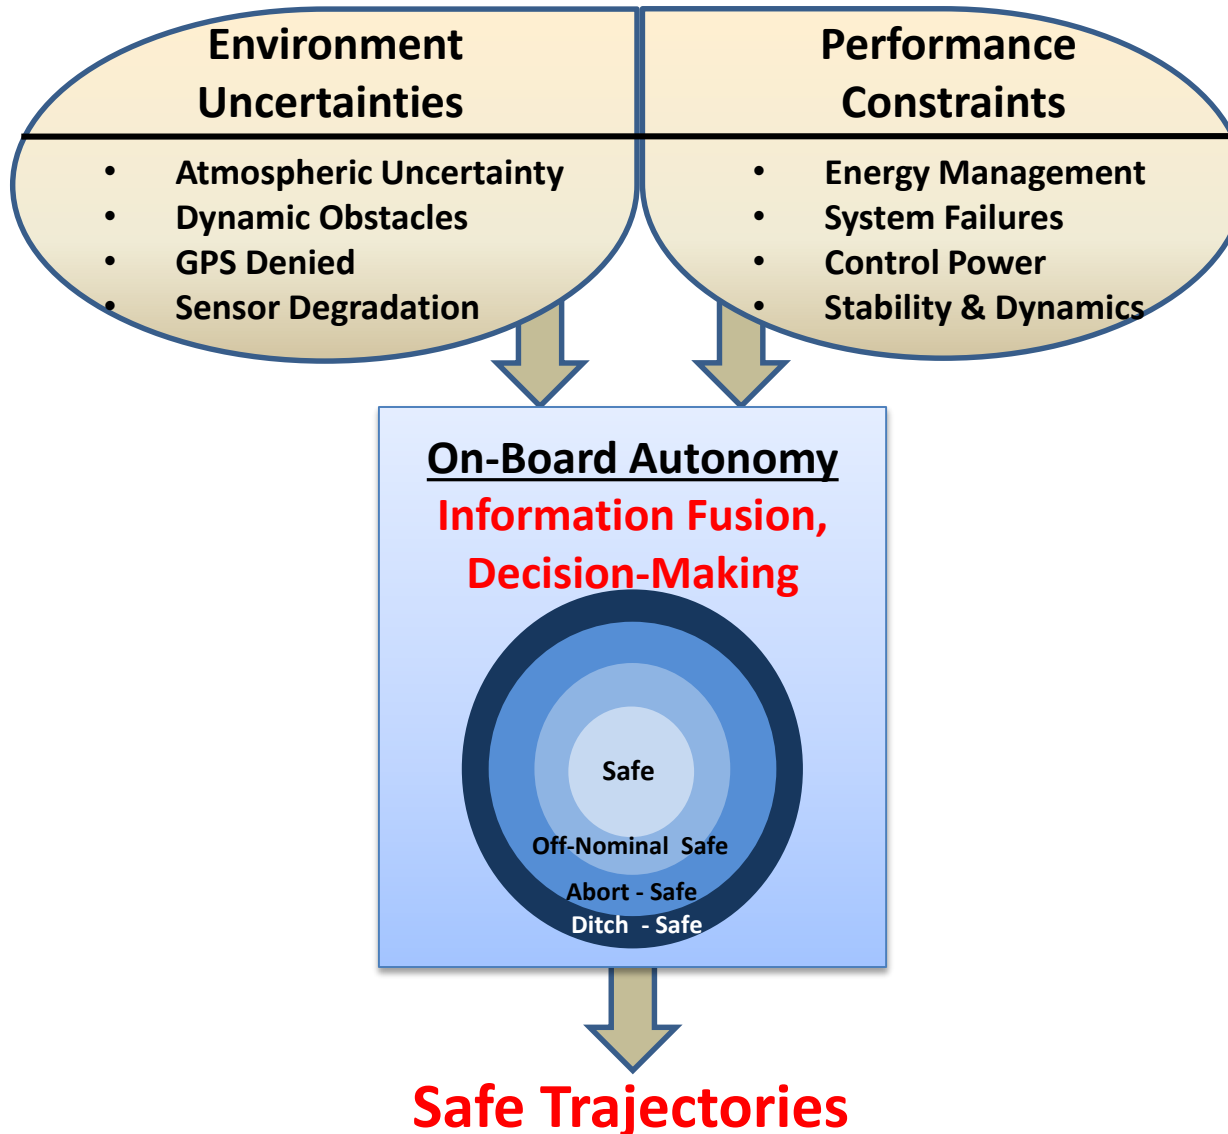 Environment
Uncertainties
• Atmospheric Uncertainty
• Dynamic Obstacles
• GPS Denied
• Sensor Degradation
Performance
Constraints
• Energy Management
• System Failures
• Control Power
• Stability & Dynamics
On-Board Autonomy
Information Fusion,
Decision-Making
Safe
Off-Nominal Safe
Abort - Safe
Ditch - Safe
Safe Trajectories